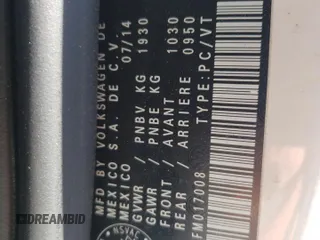 MFD BY VOLKSWAGEN DE
MEXICO S.A. DE C.V.
MEXICO 07/14
GVWR / PNBV KG 1930
GAWR / PNBE KG
FRONT / AVANT 1030
REAR / ARRIERE 0950
FM017008 TYPE:PC/VT
NSVAC
DREAMBID